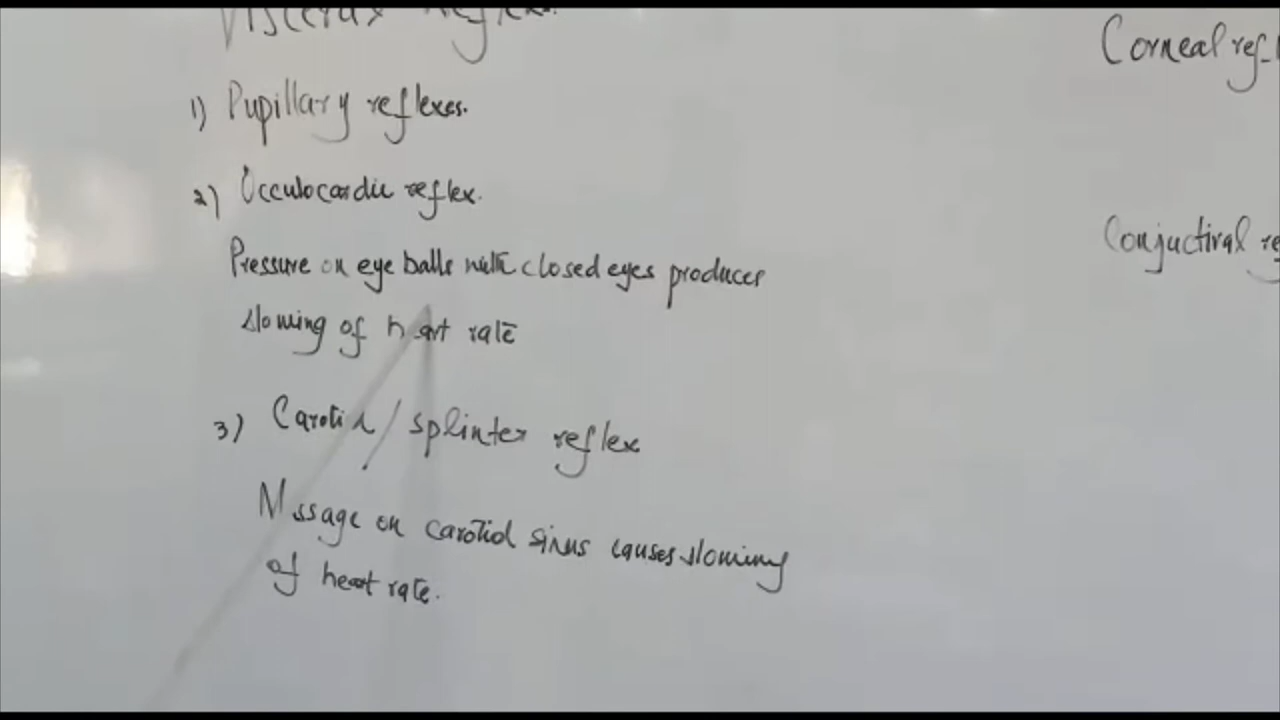 Visceral Reflex.
1) Pupillary reflexes.
2) Occulocardic reflex.
Pressure on eye balls with closed eyes produces
slowing of heart rate
3) Carotid / splinter reflex
Massage on carotid sinus causes slowing
of heart rate.
Corneal ref
Conjuctival re